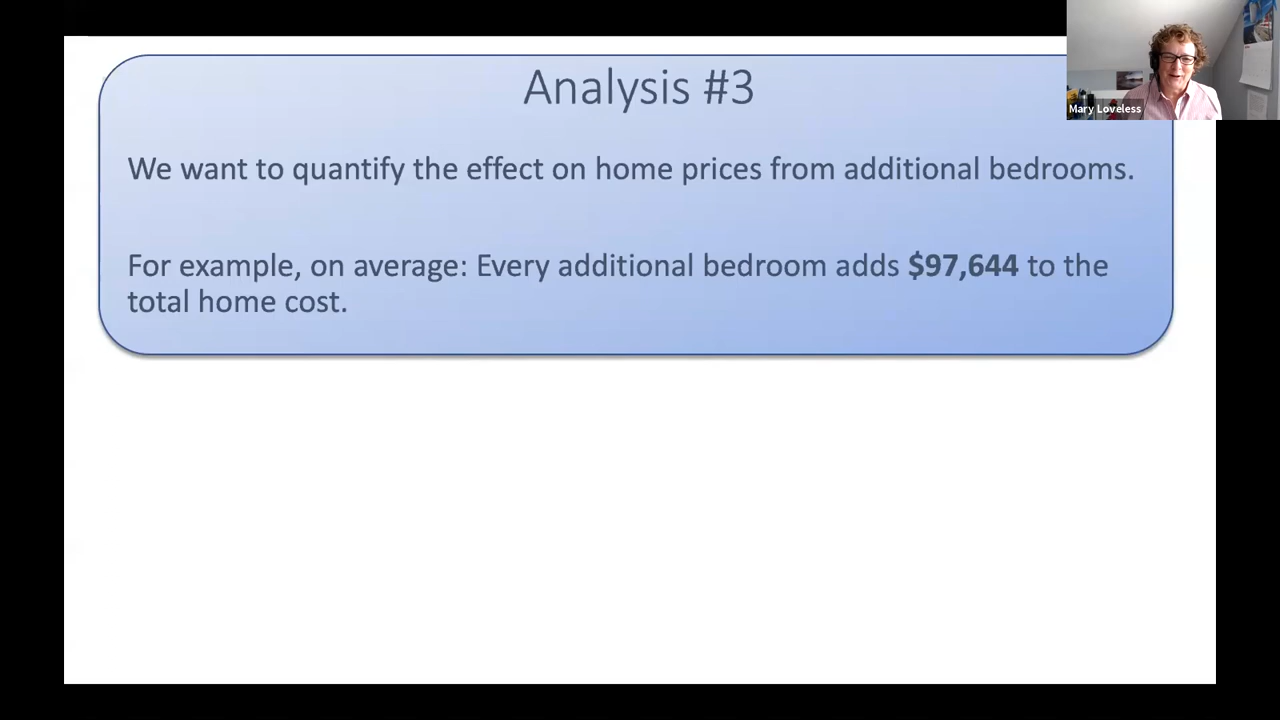 Analysis #3
Mary Loveless
We want to quantify the effect on home prices from additional bedrooms.
For example, on average: Every additional bedroom adds $97,644 to the
total home cost.